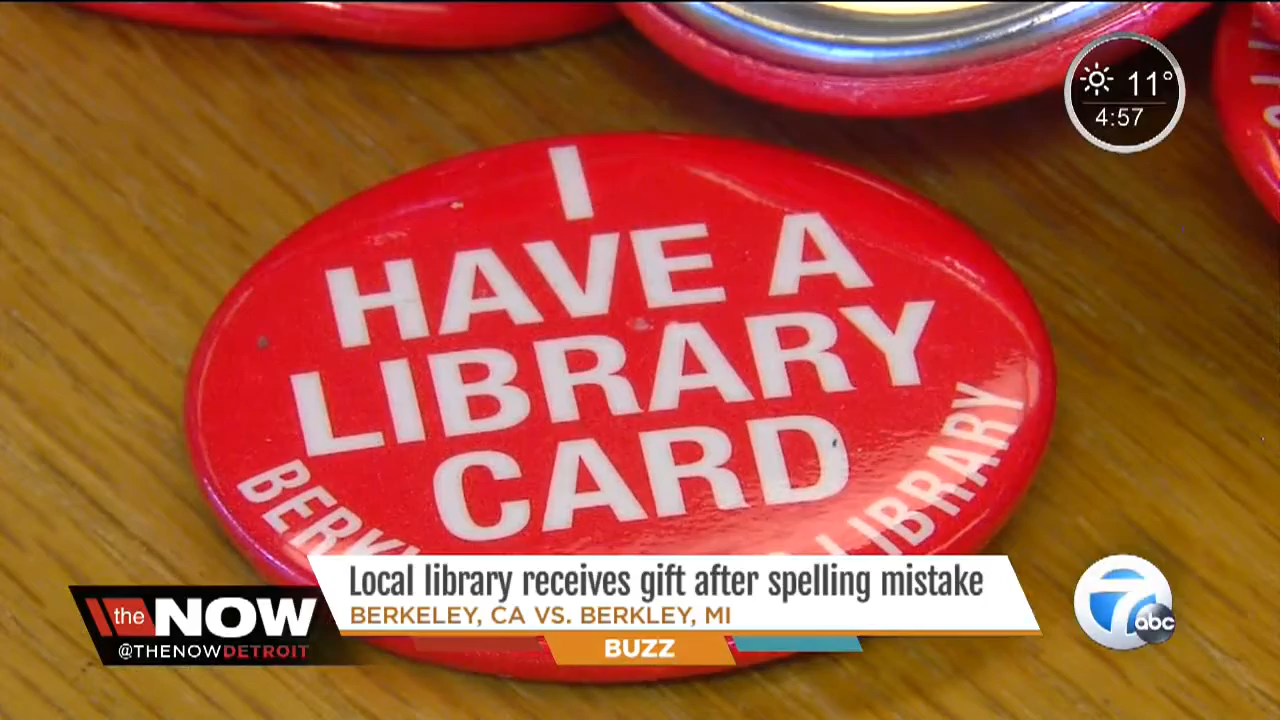 11°
4:57
I
HAVE A
LIBRARY
CARD
LIBRARY
Local library receives gift after spelling mistake
BERKELEY, CA VS. BERKLEY, MI
BUZZ
the NOW
@THENOWDETROIT
7
abc